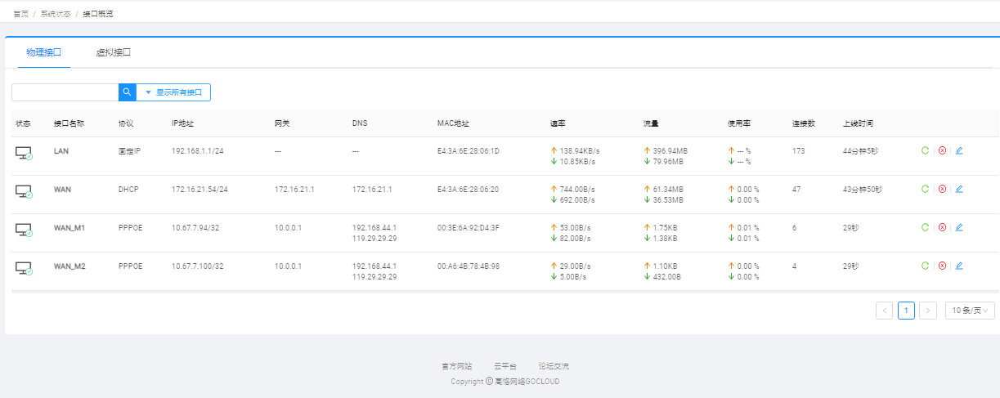 首页 / 系统状态 / 接口概览
物理接口 虚拟接口
显示所有接口
状态 接口名称 协议 IP地址 网关 DNS MAC地址 速率 流量 使用率 连接数 上线时间
LAN 固定IP 192.168.1.1/24 --- --- E4:3A:6E:28:06:1D ↑ 138.94KB/s ↑ 396.94MB ↑ --- % 173 44分钟5秒
↓ 10.85KB/s ↓ 79.96MB ↓ --- %
WAN DHCP 172.16.21.54/24 172.16.21.1 172.16.21.1 E4:3A:6E:28:06:20 ↑ 744.00B/s ↑ 61.34MB ↑ 0.00 % 47 43分钟50秒
↓ 692.00B/s ↓ 36.53MB ↓ 0.00 %
WAN_M1 PPPOE 10.67.7.94/32 10.0.0.1 192.168.44.1 00:3E:6A:92:D4:3F ↑ 53.00B/s ↑ 1.75KB ↑ 0.01 % 6 29秒
119.29.29.29 ↓ 82.00B/s ↓ 1.38KB ↓ 0.01 %
WAN_M2 PPPOE 10.67.7.100/32 10.0.0.1 192.168.44.1 00:A6:4B:78:4B:98 ↑ 29.00B/s ↑ 1.10KB ↑ 0.00 % 4 29秒
119.29.29.29 ↓ 5.00B/s ↓ 432.00B ↓ 0.00 %
< 1 > 10 条/页
官方网站 云平台 论坛交流
Copyright © 高恪网络GOCLOUD